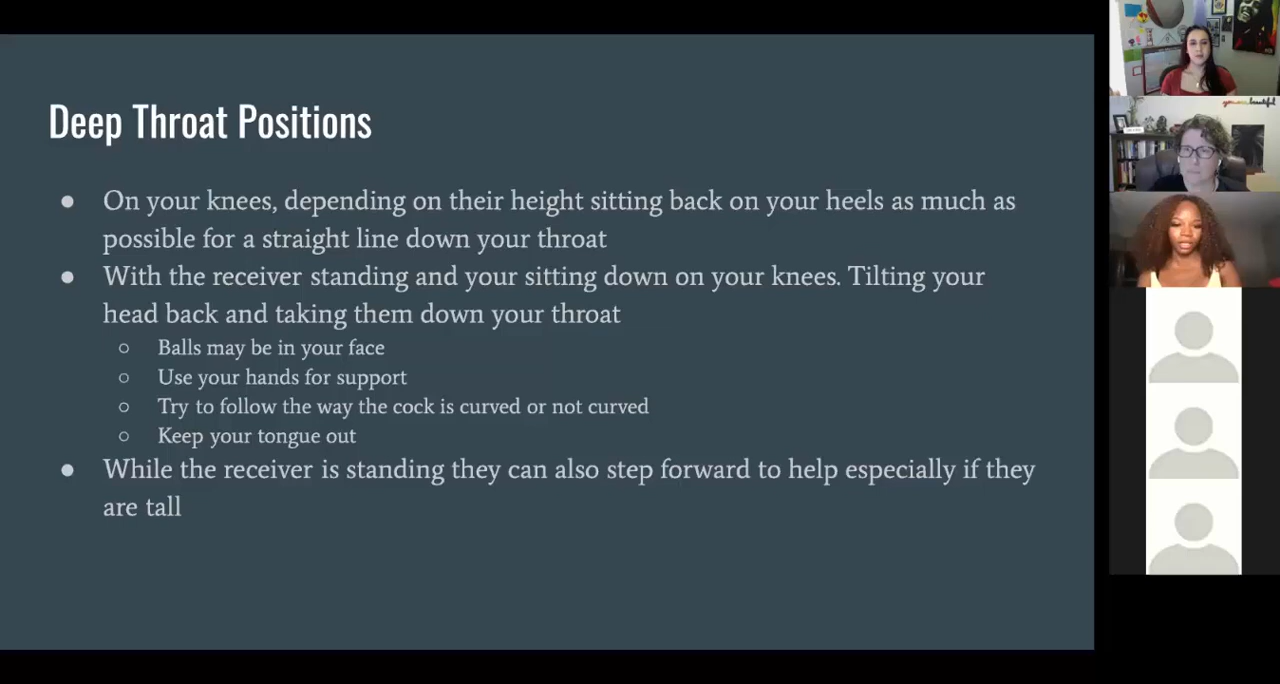 Deep Throat Positions
● On your knees, depending on their height sitting back on your heels as much as
possible for a straight line down your throat
● With the receiver standing and your sitting down on your knees. Tilting your
head back and taking them down your throat
○ Balls may be in your face
○ Use your hands for support
○ Try to follow the way the cock is curved or not curved
○ Keep your tongue out
● While the receiver is standing they can also step forward to help especially if they
are tall